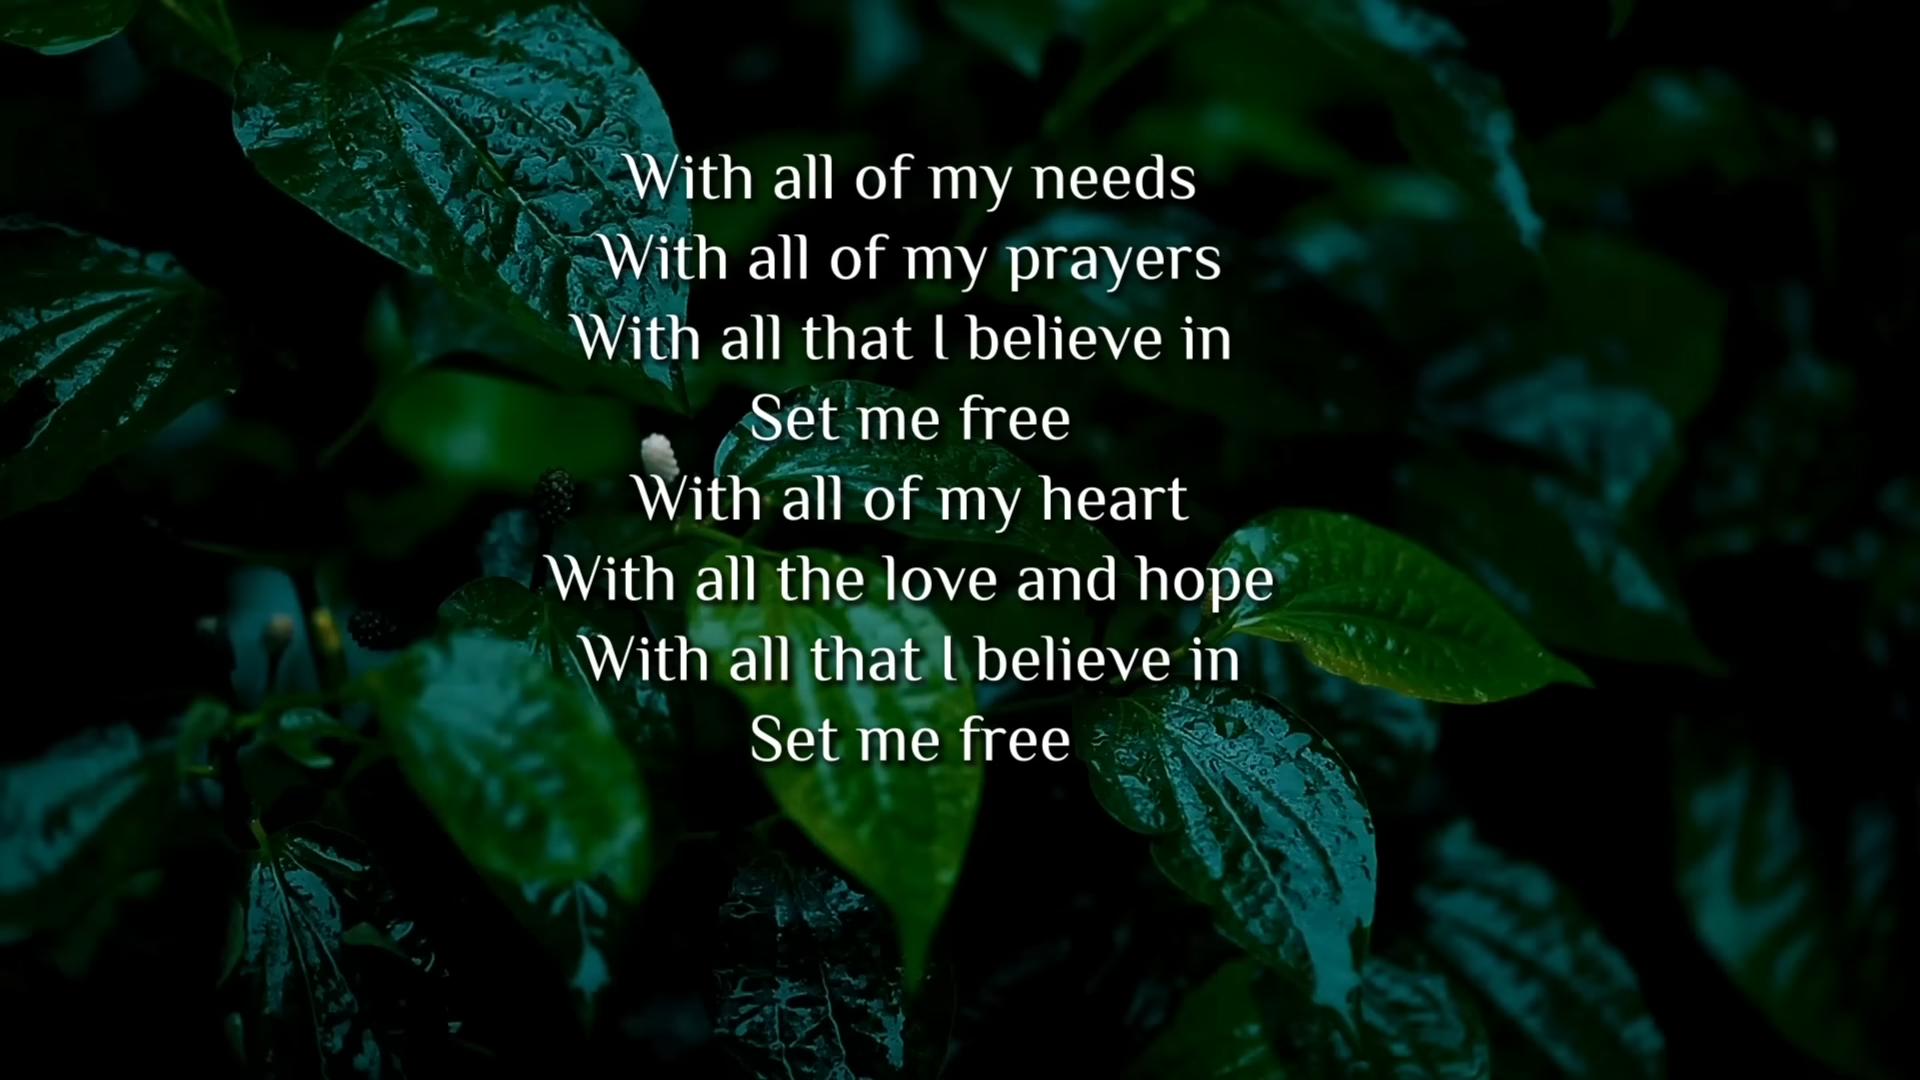 With all of my needs
With all of my prayers
With all that I believe in
Set me free
With all of my heart
With all the love and hope
With all that I believe in
Set me free